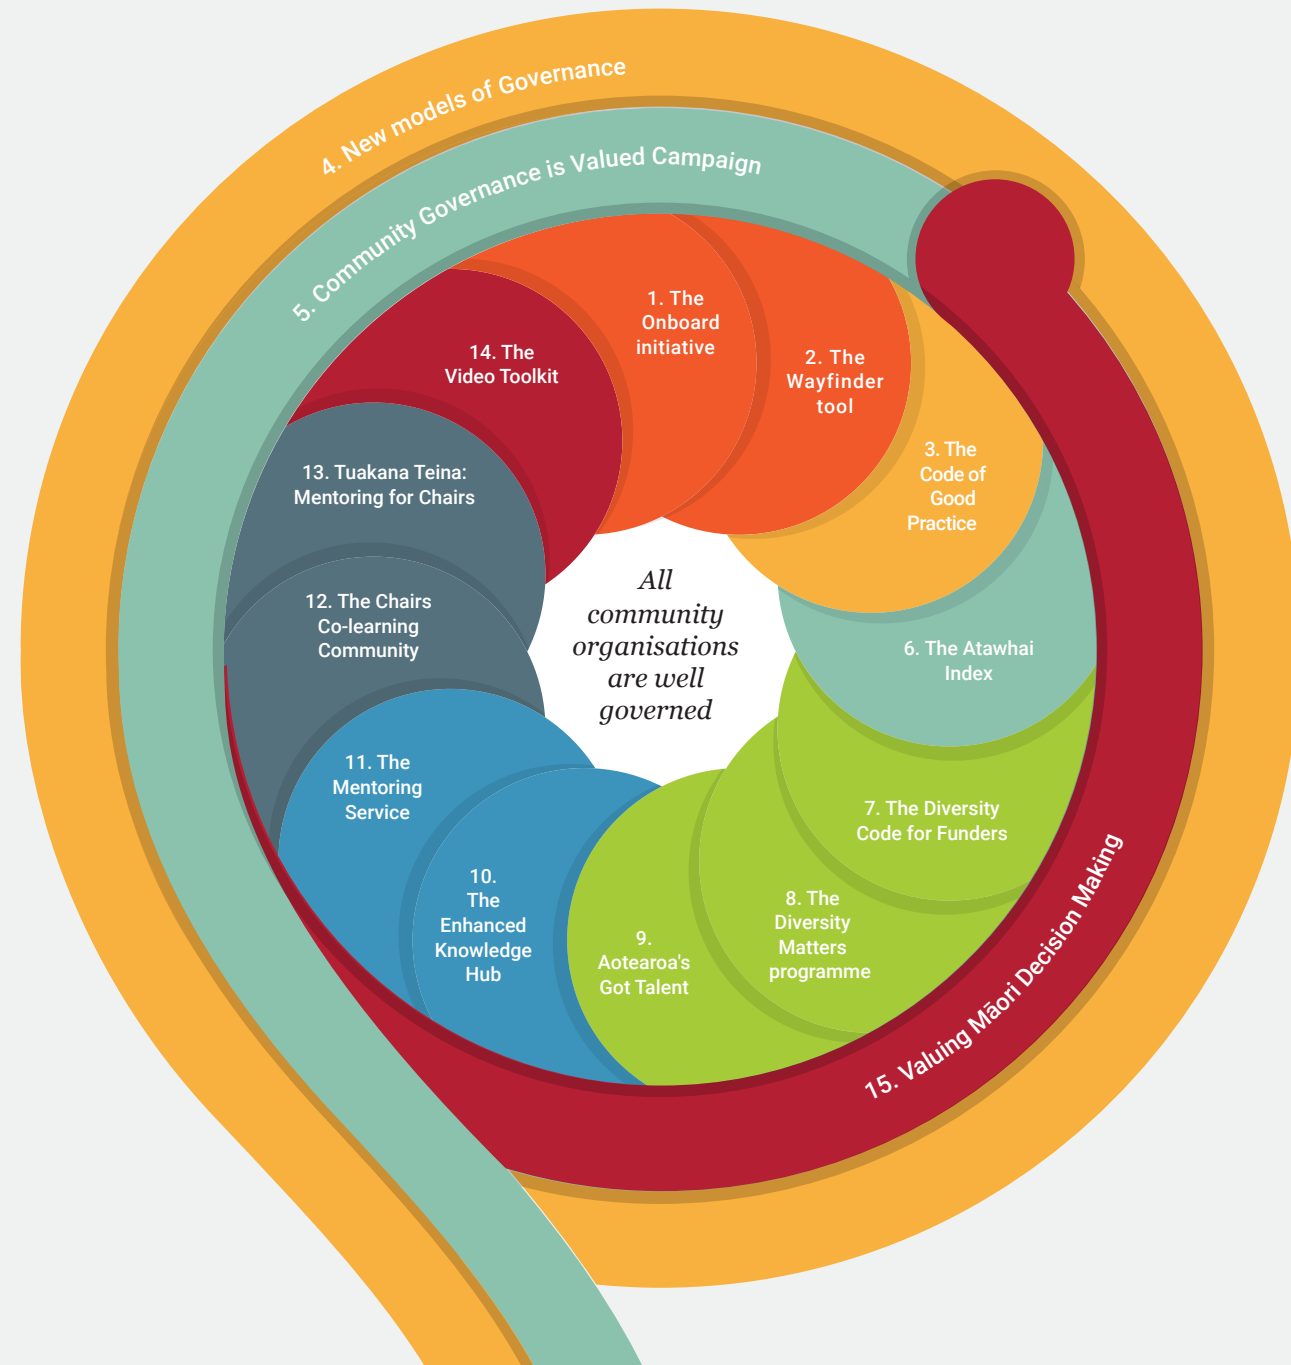 4. New models of Governance
5. Community Governance is Valued Campaign
1. The
Onboard
initiative
2. The
Wayfinder
tool
3. The
Code of
Good
Practice
6. The Atawhai
Index
7. The Diversity
Code for Funders
8. The
Diversity
Matters
programme
9.
Aotearoa's
Got Talent
10.
The
Enhanced
Knowledge
Hub
11. The
Mentoring
Service
12. The Chairs
Co-learning
Community
13. Tuakana Teina:
Mentoring for Chairs
14. The
Video Toolkit
15. Valuing Māori Decision Making
All
community
organisations
are well
governed